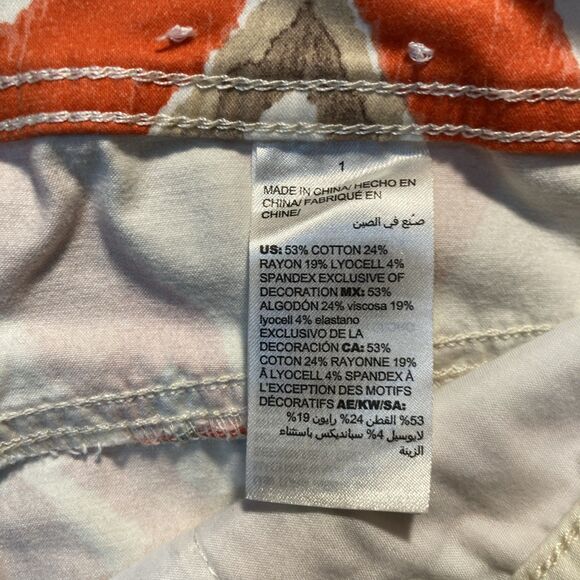 1
MADE IN CHINA/ HECHO EN
CHINA/ FABRIQUÉ EN
CHINE/
صنّع في الصين
US: 53% COTTON 24%
RAYON 19% LYOCELL 4%
SPANDEX EXCLUSIVE OF
DECORATION MX: 53%
ALGODÓN 24% viscosa 19%
lyocell 4% elastano
EXCLUSIVO DE LA
DECORACIÓN CA: 53%
COTON 24% RAYONNE 19%
Â LYOCELL 4% SPANDEX À
L'EXCEPTION DES MOTIFS
DÉCORATIFS AE/KW/SA:
53% القطن 24% رايون 19%
لايوسيل 4% سبانديكس باستثناء
الزينة